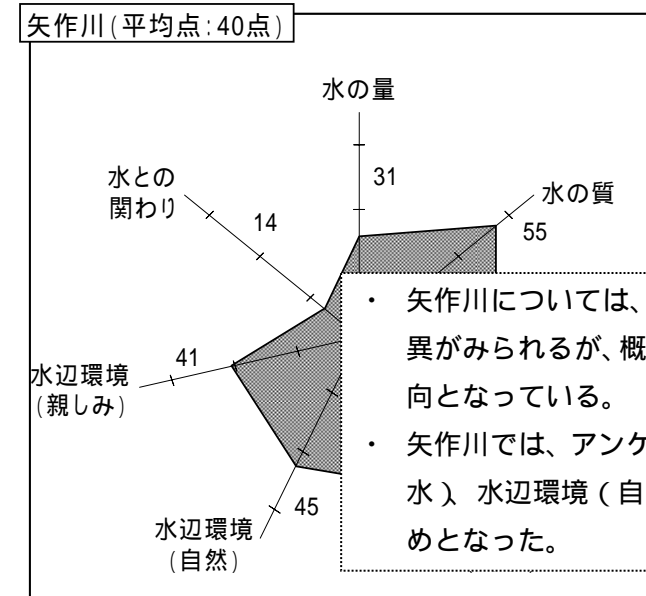 矢作川(平均点:40点)
水の量
31
水との
関わり
14
水の質
55
41
水辺環境
(親しみ)
45
水辺環境
(自然)
・ 矢作川については、
異がみられるが、概
向となっている。
・ 矢作川では、アンケ
水)、水辺環境(自
めとなった。